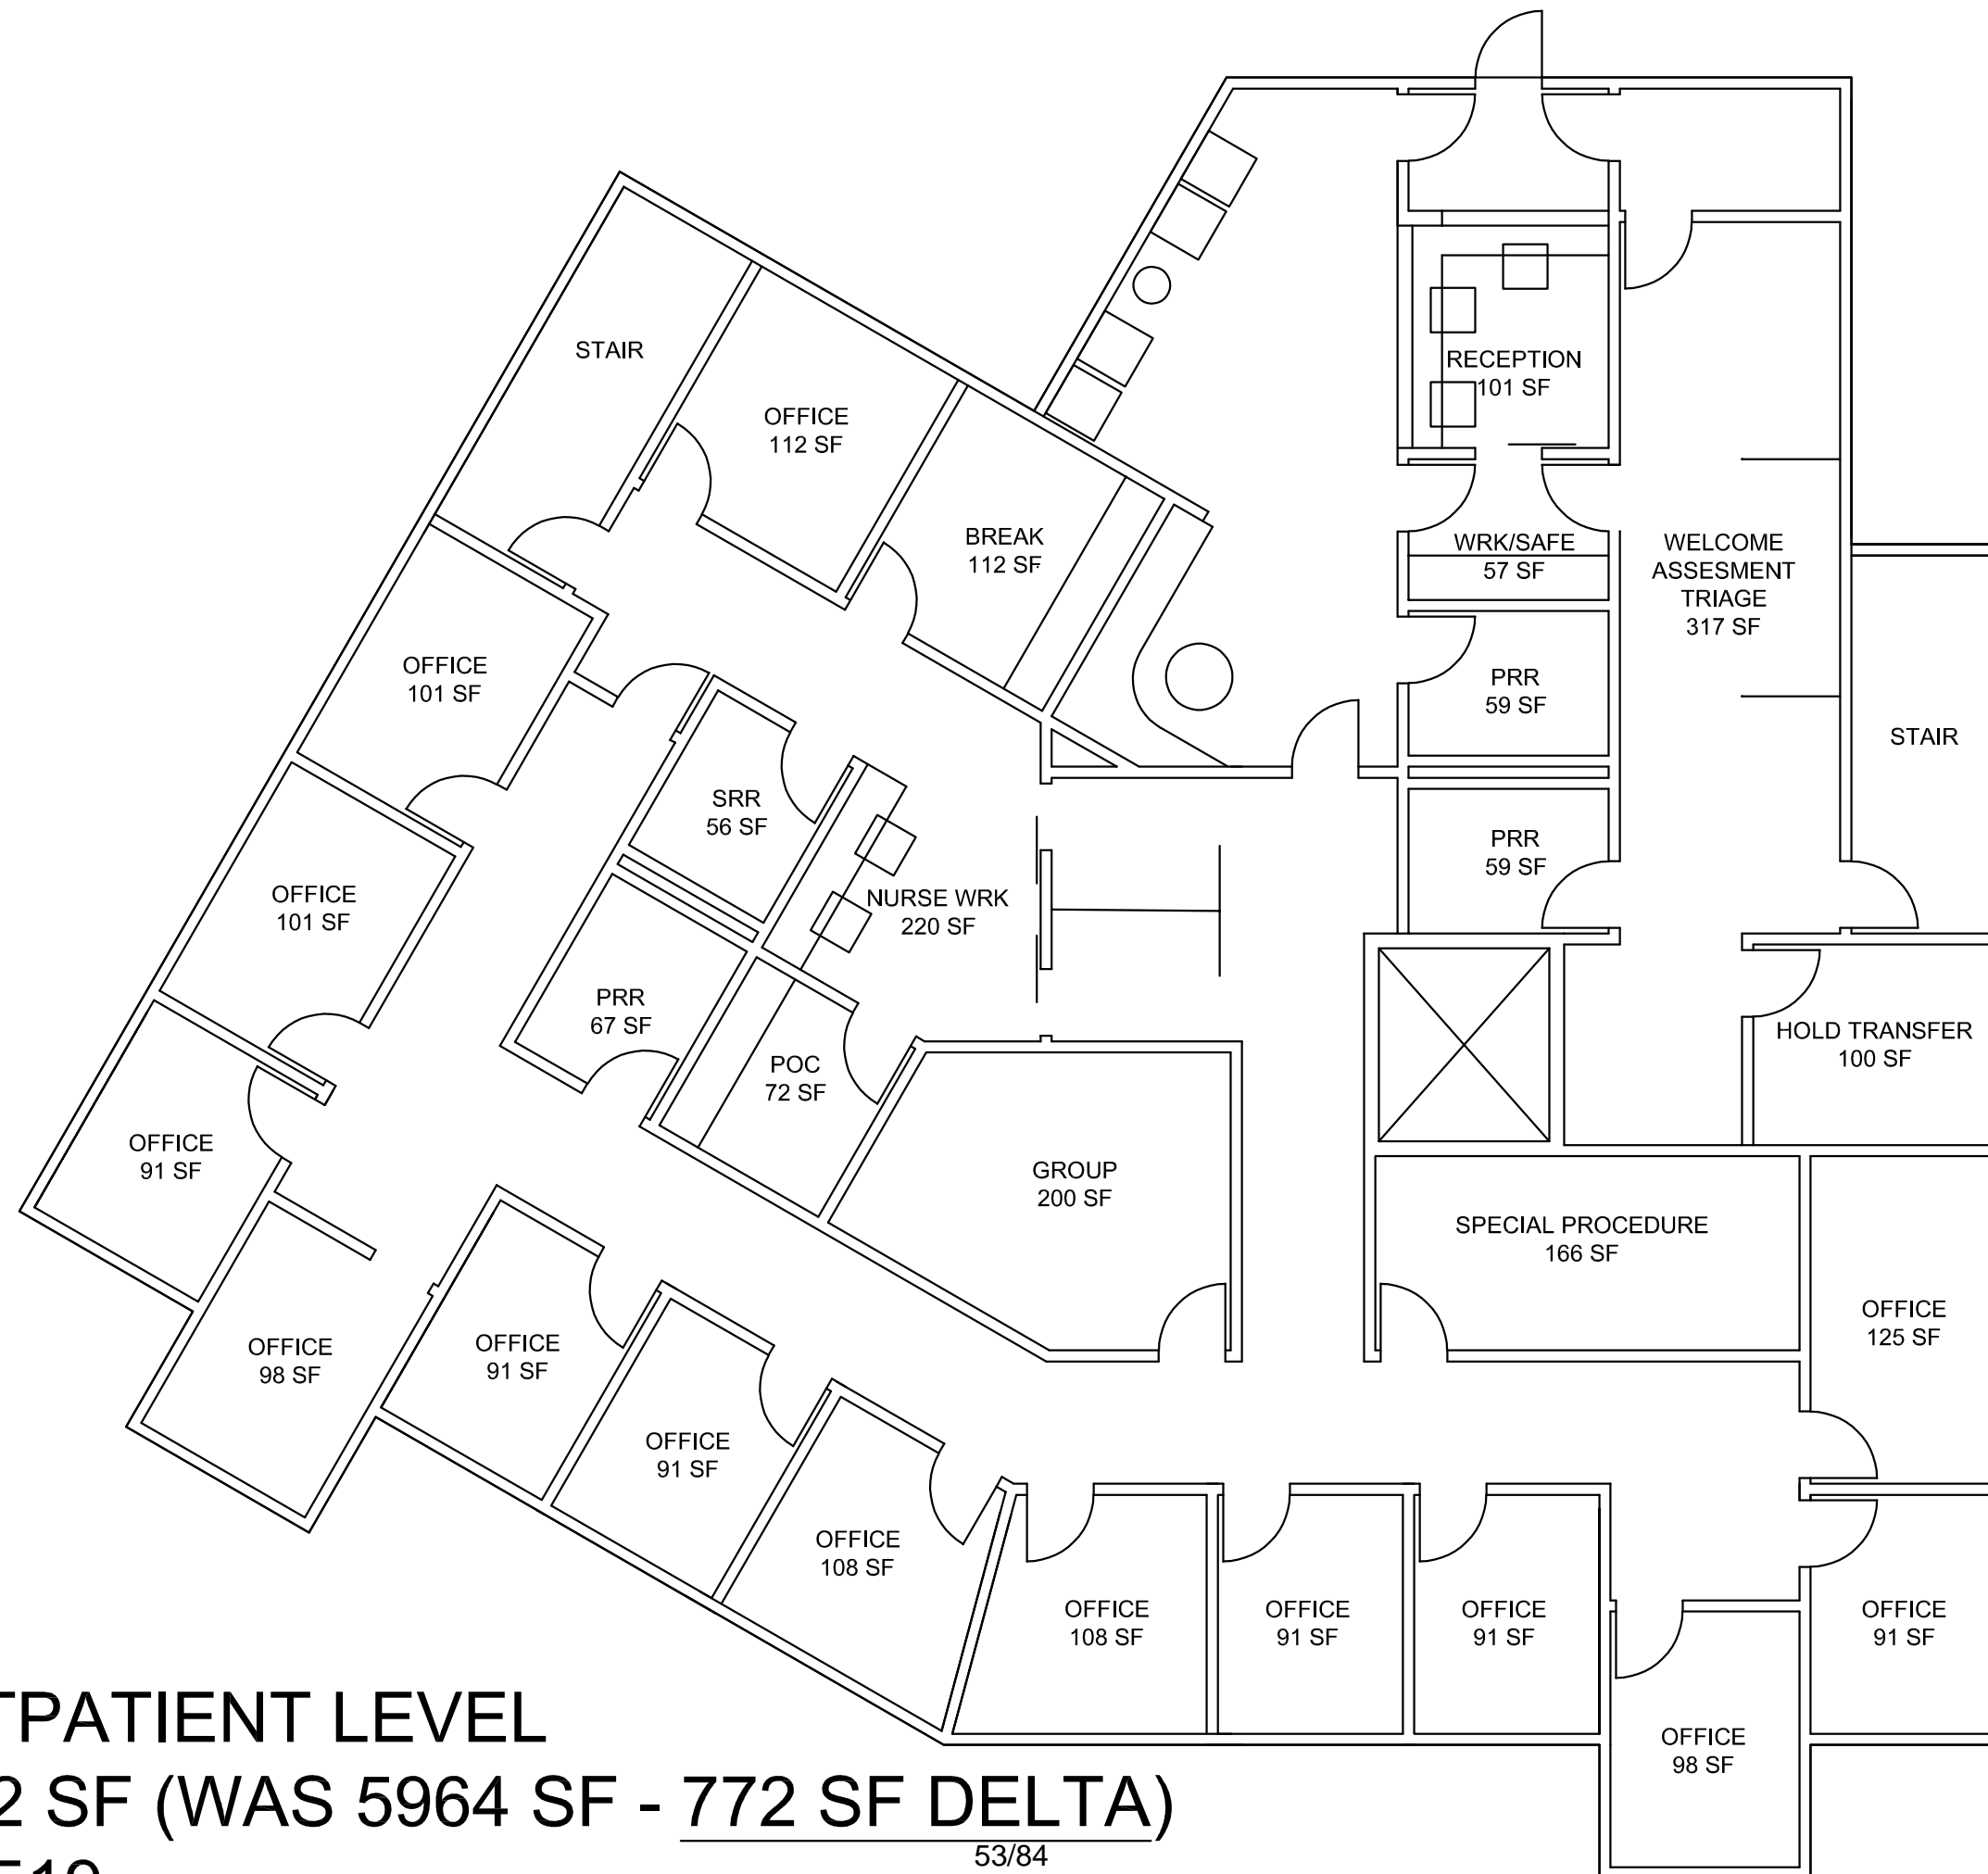 STAIR
OFFICE
112 SF
RECEPTION
101 SF
BREAK
112 SF
WRK/SAFE
57 SF
WELCOME
ASSESMENT
TRIAGE
317 SF
OFFICE
101 SF
PRR
59 SF
STAIR
SRR
56 SF
PRR
59 SF
OFFICE
101 SF
NURSE WRK
220 SF
PRR
67 SF
POC
72 SF
HOLD TRANSFER
100 SF
OFFICE
91 SF
GROUP
200 SF
SPECIAL PROCEDURE
166 SF
OFFICE
98 SF
OFFICE
91 SF
OFFICE
125 SF
OFFICE
91 SF
OFFICE
108 SF
OFFICE
108 SF
OFFICE
91 SF
OFFICE
91 SF
OFFICE
91 SF
OFFICE
98 SF
TPATIENT LEVEL
2 SF (WAS 5964 SF - 772 SF DELTA)
53/84